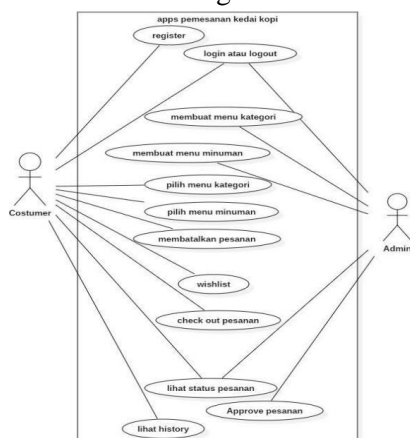 apps pemesanan kedai kopi
register
login atau logout
membuat menu kategori
membuat menu minuman
pilih menu kategori
Costumer
pilih menu minuman
membatalkan pesanan
Admin
wishlist
check out pesanan
lihat status pesanan
Approve pesanan
lihat history